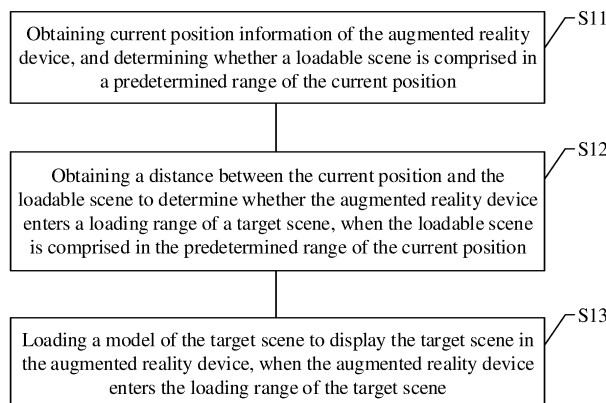 Obtaining current position information of the augmented reality
device, and determining whether a loadable scene is comprised in
a predetermined range of the current position
S11
Obtaining a distance between the current position and the
loadable scene to determine whether the augmented reality device
enters a loading range of a target scene, when the loadable scene
is comprised in the predetermined range of the current position
S12
Loading a model of the target scene to display the target scene in
the augmented reality device, when the augmented reality device
enters the loading range of the target scene
S13